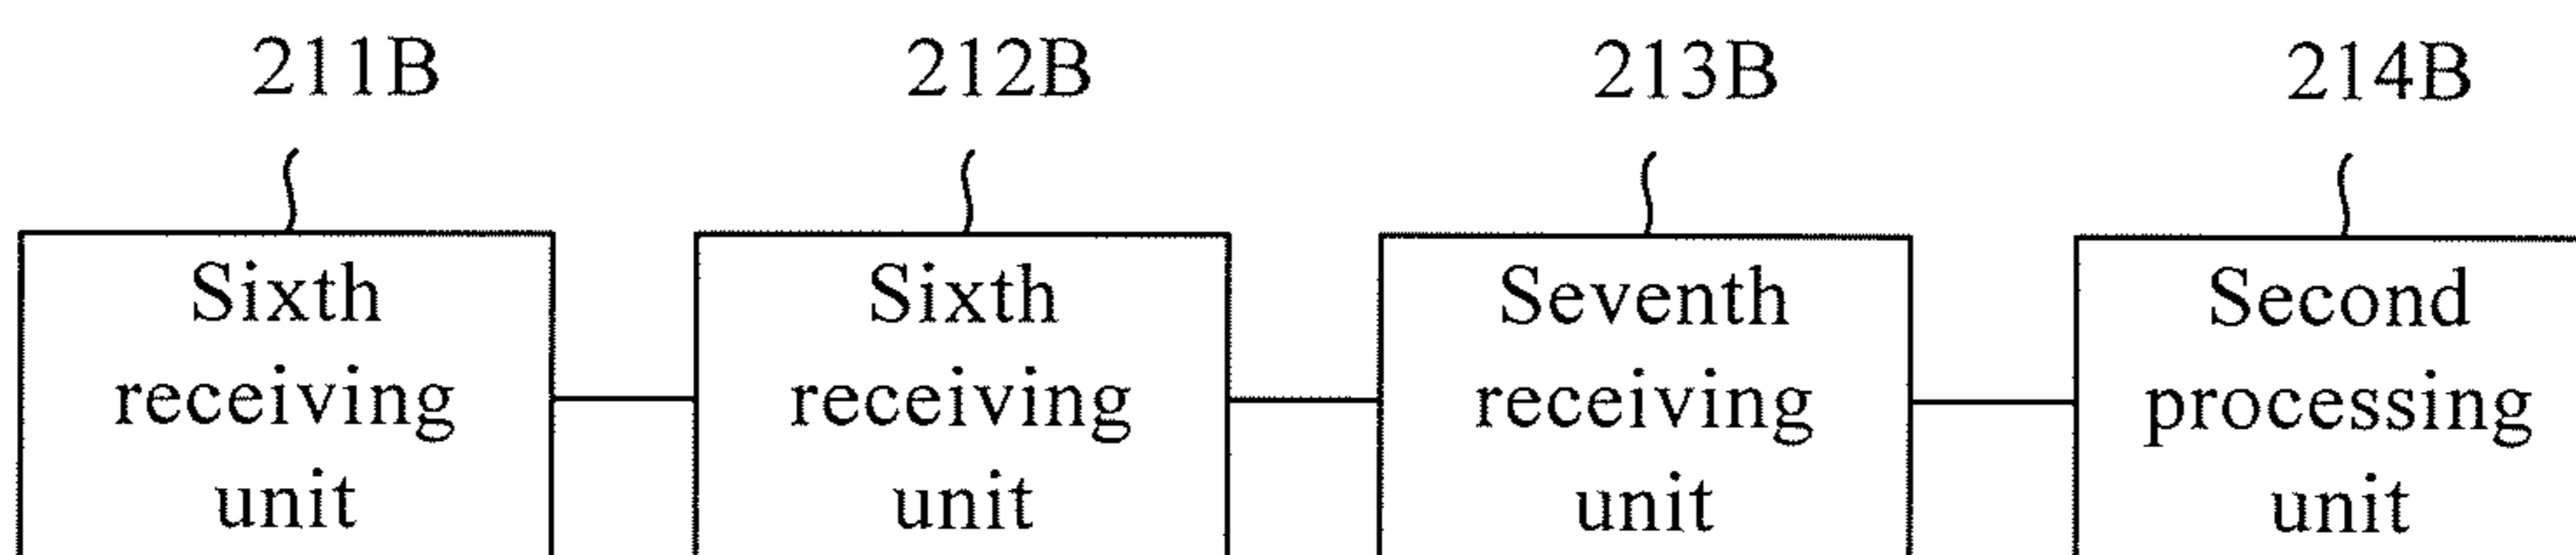 211B 212B 213B 214B
Sixth receiving unit
Sixth receiving unit
Seventh receiving unit
Second processing unit